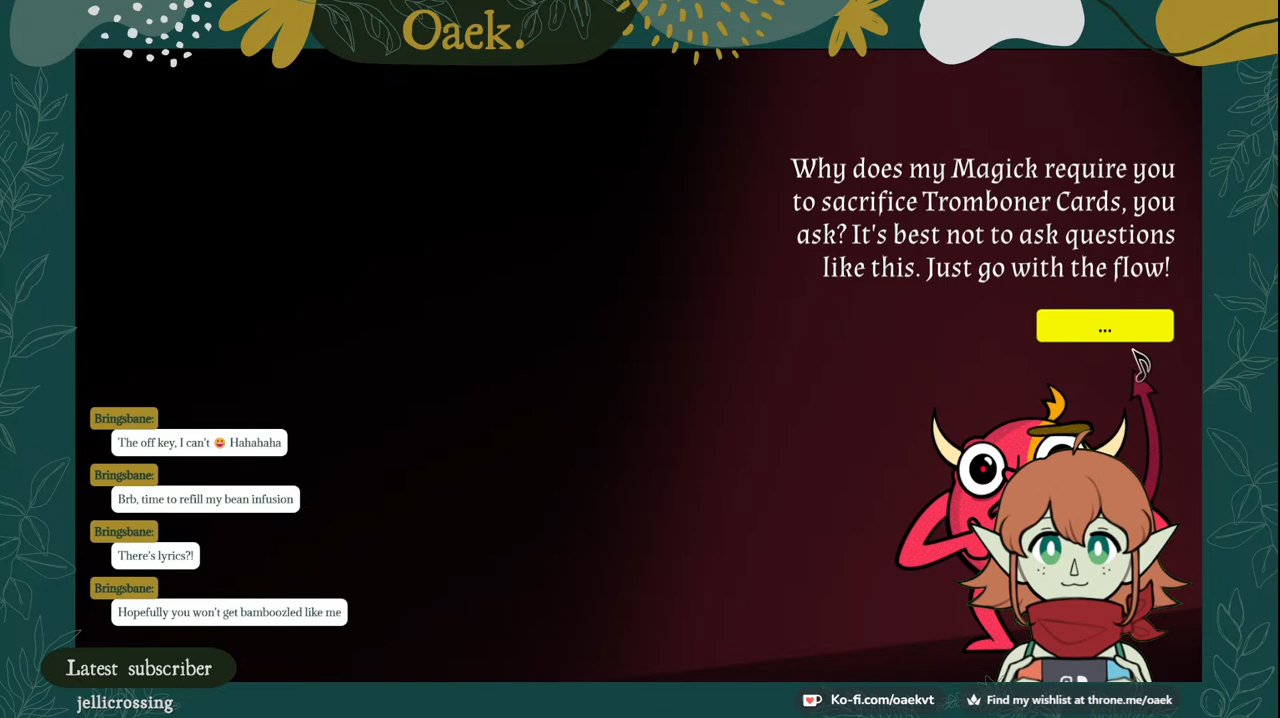 Oaek.
Why does my Magick require you
to sacrifice Tromboner Cards, you
ask? It's best not to ask questions
like this. Just go with the flow!
...
Bringsbane:
The off key, I can't 😀 Hahahaha
Bringsbane:
Brb, time to refill my bean infusion
Bringsbane:
There's lyrics?!
Bringsbane:
Hopefully you won't get bamboozled like me
Latest subscriber
jellicrossing
Ko-fi.com/oaekvt
Find my wishlist at throne.me/oaek